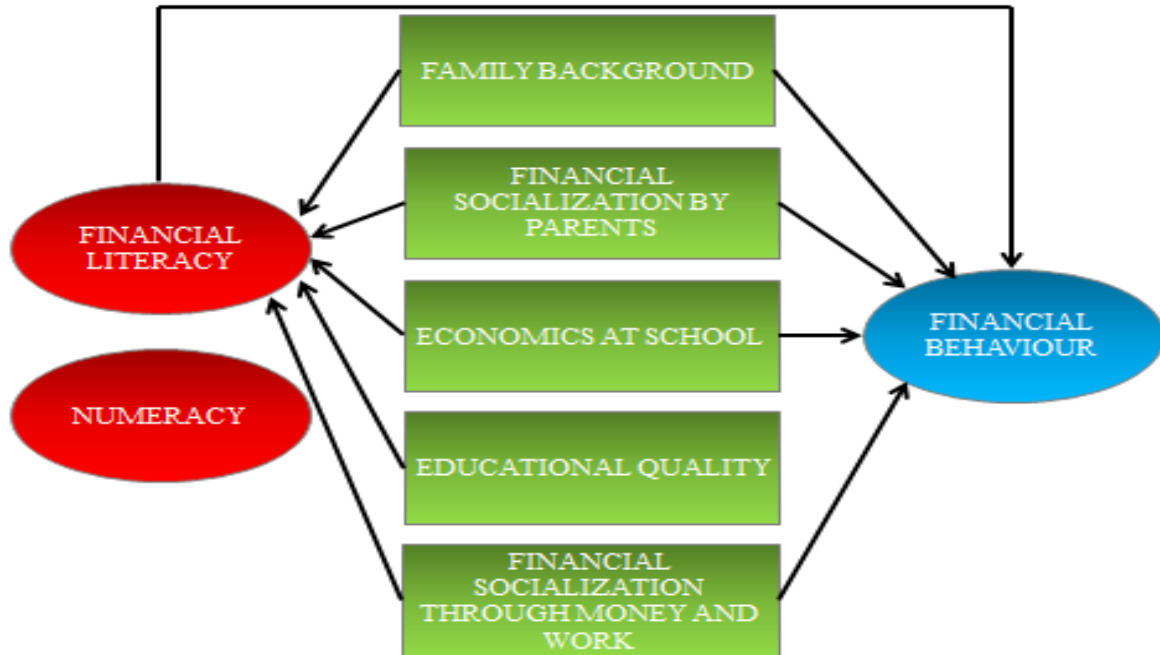 FAMILY BACKGROUND
FINANCIAL
SOCIALIZATION BY
PARENTS
FINANCIAL
LITERACY
ECONOMICS AT SCHOOL
FINANCIAL
BEHAVIOUR
NUMERACY
EDUCATIONAL QUALITY
FINANCIAL
SOCIALIZATION
THROUGH MONEY AND
WORK